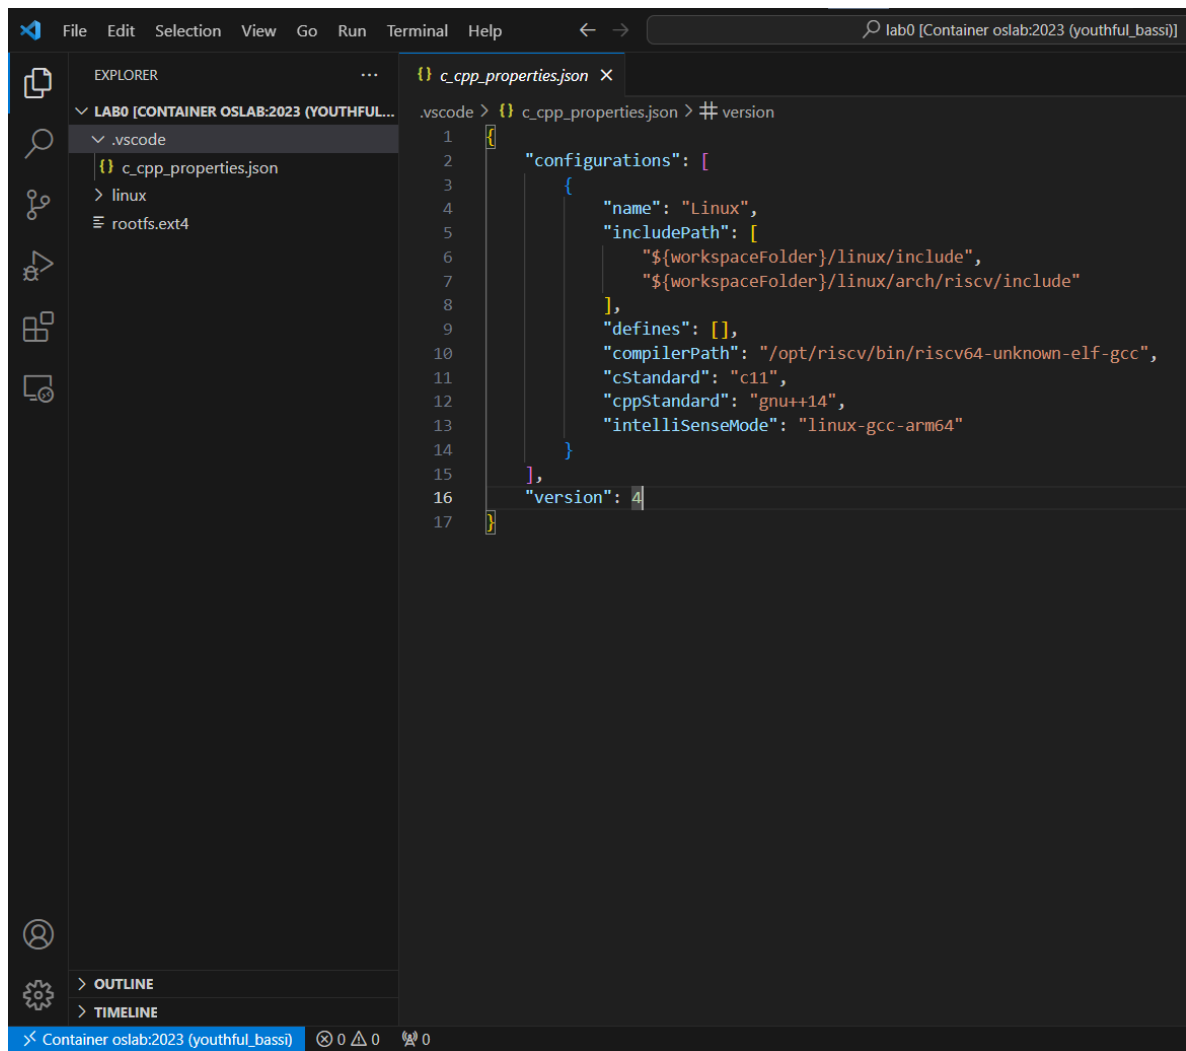 File Edit Selection View Go Run Terminal Help lab0 [Container oslab:2023 (youthful_bassi)]
EXPLORER
LAB0 [CONTAINER OSLAB:2023 (YOUTHFUL...
.vscode
{} c_cpp_properties.json
linux
rootfs.ext4
OUTLINE
TIMELINE
{} c_cpp_properties.json
.vscode > {} c_cpp_properties.json > # version
1 {
2     "configurations": [
3         {
4             "name": "Linux",
5             "includePath": [
6                 "${workspaceFolder}/linux/include",
7                 "${workspaceFolder}/linux/arch/riscv/include"
8             ],
9             "defines": [],
10             "compilerPath": "/opt/riscv/bin/riscv64-unknown-elf-gcc",
11             "cStandard": "c11",
12             "cppStandard": "gnu++14",
13             "intelliSenseMode": "linux-gcc-arm64"
14         }
15     ],
16     "version": 4
17 }
Container oslab:2023 (youthful_bassi) 0 0 0